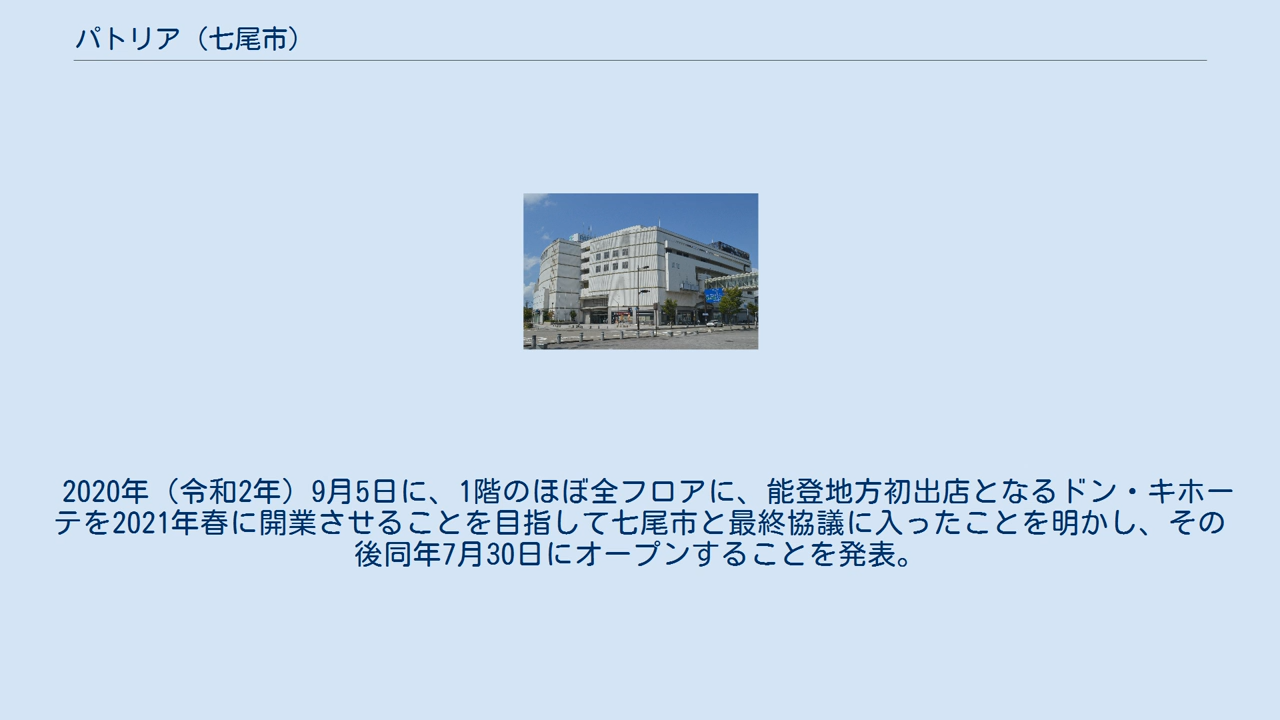 パトリア（七尾市）
2020年（令和2年）9月5日に、1階のほぼ全フロアに、能登地方初出店となるドン・キホー
テを2021年春に開業させることを目指して七尾市と最終協議に入ったことを明かし、その
後同年7月30日にオープンすることを発表。